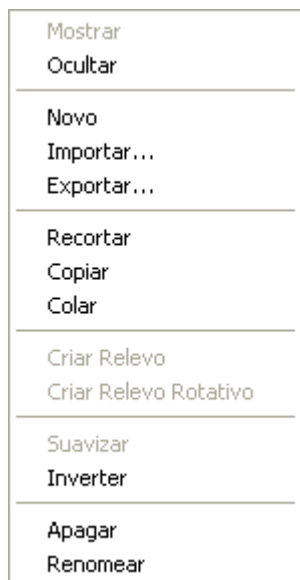 Mostrar
Ocultar
Novo
Importar...
Exportar...
Recortar
Copiar
Colar
Criar Relevo
Criar Relevo Rotativo
Suavizar
Inverter
Apagar
Renomear